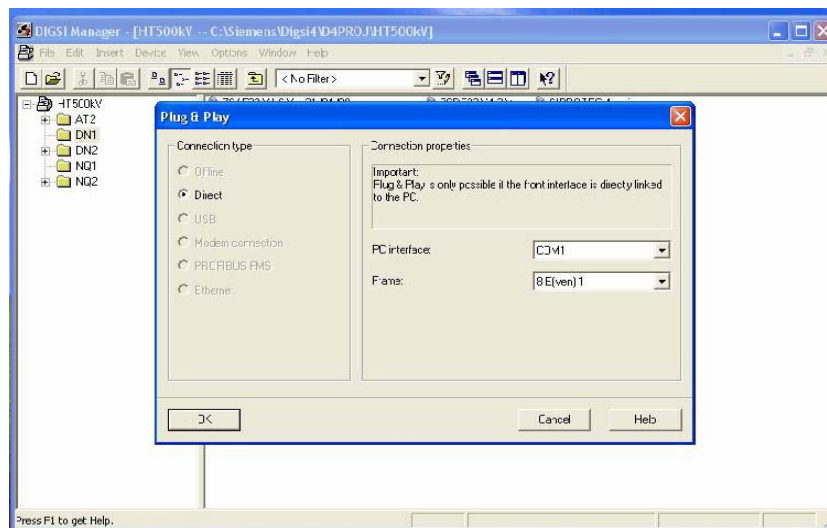 DIGSI Manager - [HT500kV -- C:\Siemens\Digsi4\D4PROJ\HT500kV]
File Edit Insert Device View Options Window Help
< No Filter >
HT500kV
AT2
DN1
DN2
NQ1
NQ2
Plug & Play
Connection type
Offline
Direct
USB
Modem connection
PROFIBUS FMS
Ethernet
Connection properties
Important:
Plug & Play is only possible if the front interface is directly linked
to the PC.
PC interface:
COM1
Frame:
8 E(ven) 1
OK
Cancel
Help
Press F1 to get Help.